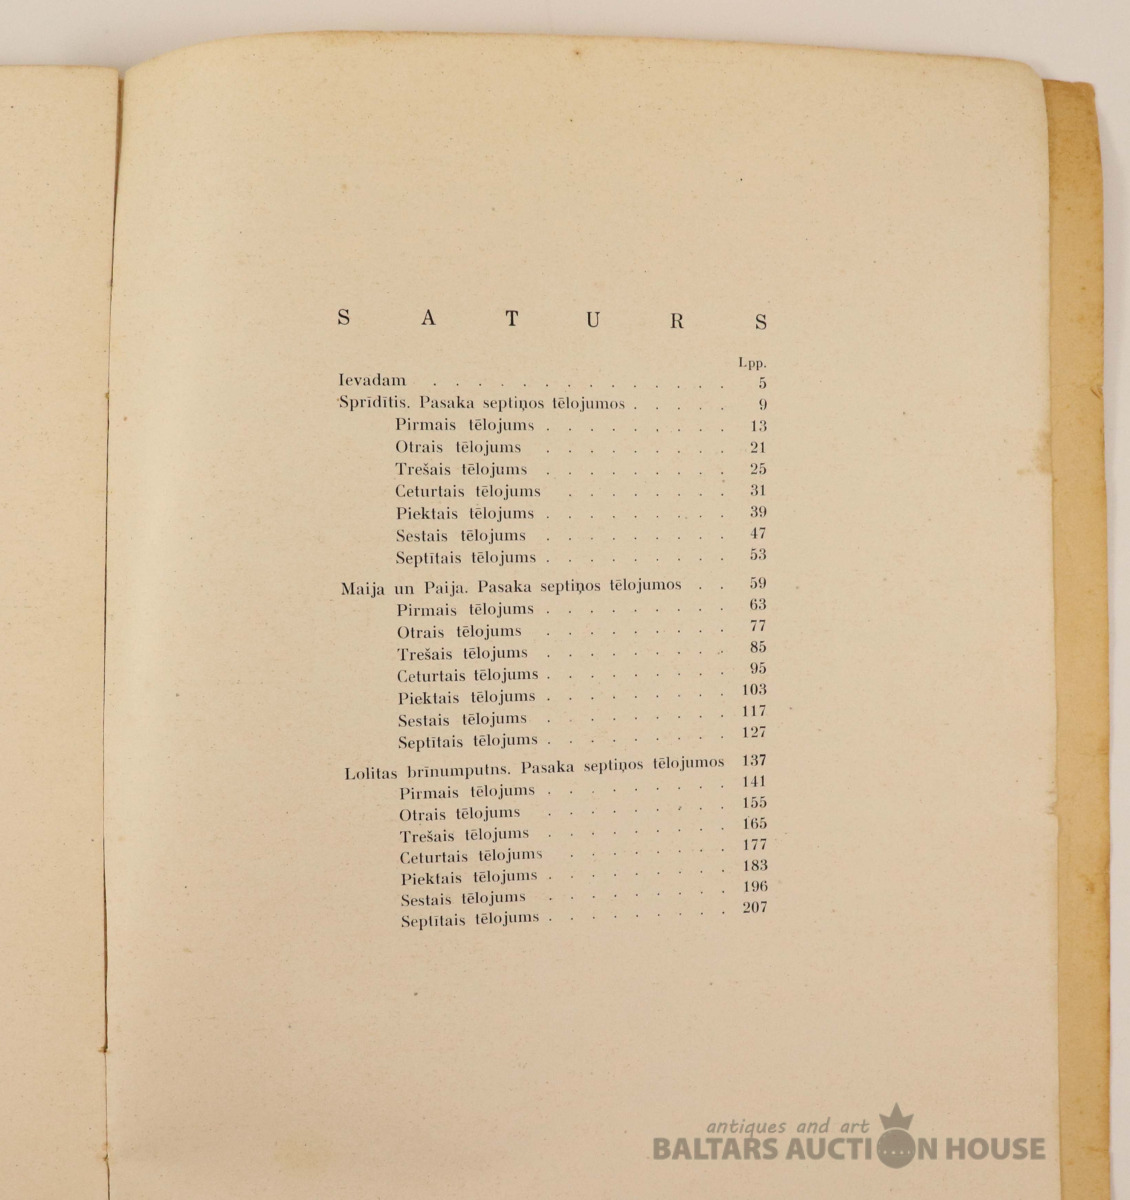 S A T U R S
Lpp.
Ievadam . . . . . . . . . . . . . . 5
Sprīdītis. Pasaka septiņos tēlojumos . . . . . 9
Pirmais tēlojums . . . . . . . . . 13
Otrais tēlojums . . . . . . . . . 21
Trešais tēlojums . . . . . . . . . 25
Ceturtais tēlojums . . . . . . . . 31
Piektais tēlojums . . . . . . . . . 39
Sestais tēlojums . . . . . . . . . 47
Septītais tēlojums . . . . . . . . . 53
Maija un Paija. Pasaka septiņos tēlojumos . . 59
Pirmais tēlojums . . . . . . . . . 63
Otrais tēlojums . . . . . . . . . 77
Trešais tēlojums . . . . . . . . . 85
Ceturtais tēlojums . . . . . . . . . 95
Piektais tēlojums . . . . . . . . . 103
Sestais tēlojums . . . . . . . . . 117
Septītais tēlojums . . . . . . . . . 127
Lolitas brīnumputns. Pasaka septiņos tēlojumos 137
Pirmais tēlojums . . . . . . . . . 141
Otrais tēlojums . . . . . . . . . 155
Trešais tēlojums . . . . . . . . . 165
Ceturtais tēlojums . . . . . . . . 177
Piektais tēlojums . . . . . . . . . 183
Sestais tēlojums . . . . . . . . . 196
Septītais tēlojums . . . . . . . . . 207
antiques and art
BALTARS AUCTION HOUSE